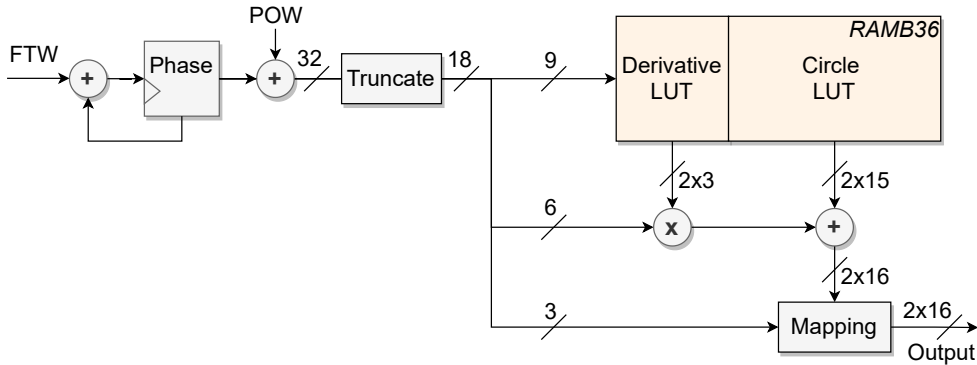 POW
FTW
+
Phase
+
32
Truncate
18
9
Derivative
LUT
Circle
LUT
RAMB36
2x3
2x15
6
x
+
2x16
3
Mapping
2x16
Output